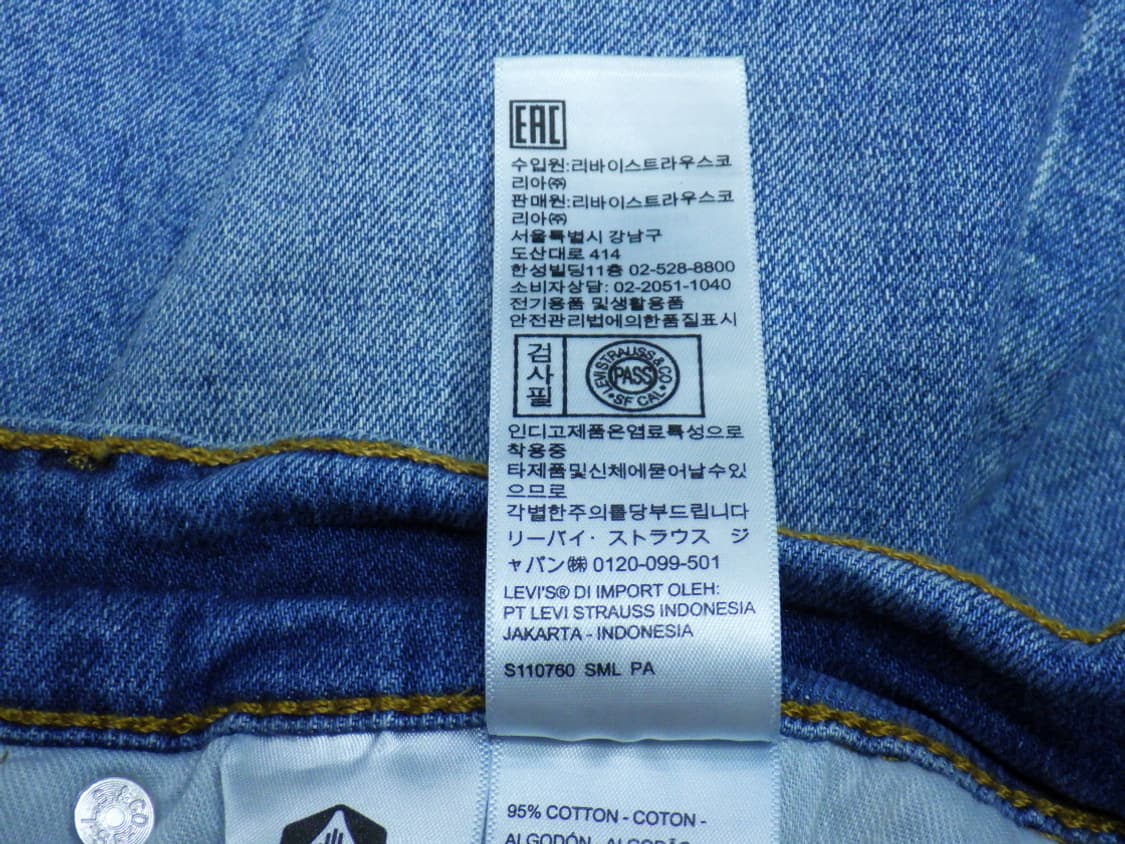 EAC
수입원:리바이스트라우스코
리아㈜
판매원:리바이스트라우스코
리아㈜
서울특별시 강남구
도산대로 414
한성빌딩11층 02-528-8800
소비자상담: 02-2051-1040
전기용품 및생활용품
안전관리법에의한품질표시
검사필
LEVI STRAUSS & CO
PASS
SF CAL
인디고제품은염료특성으로
착용중
타제품및신체에묻어날수있
으므로
각별한주의를당부드립니다
リーバイ・ストラウス ジ
ャパン㈱ 0120-099-501
LEVI'S® DI IMPORT OLEH:
PT LEVI STRAUSS INDONESIA
JAKARTA - INDONESIA
S110760 SML PA
95% COTTON - COTON -
ALGODÓN - ALGODÃO
L.S.&CO